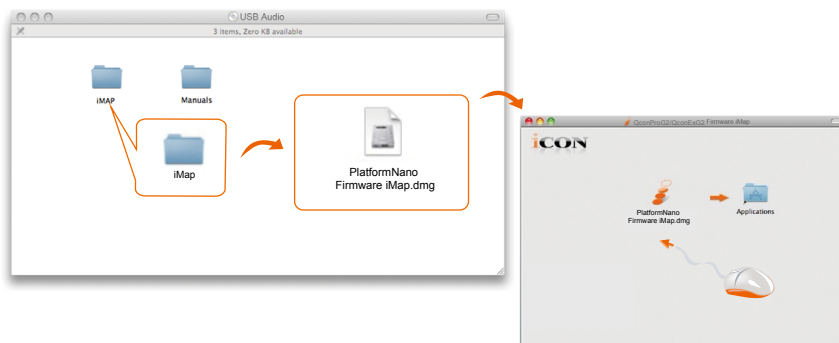 USB Audio
3 items, Zero KB available
iMAP
Manuals
iMap
PlatformNano
Firmware iMap.dmg
QconProG2/QconExG2 Firmware iMap
iCON
PlatformNano
Firmware iMap.dmg
Applications